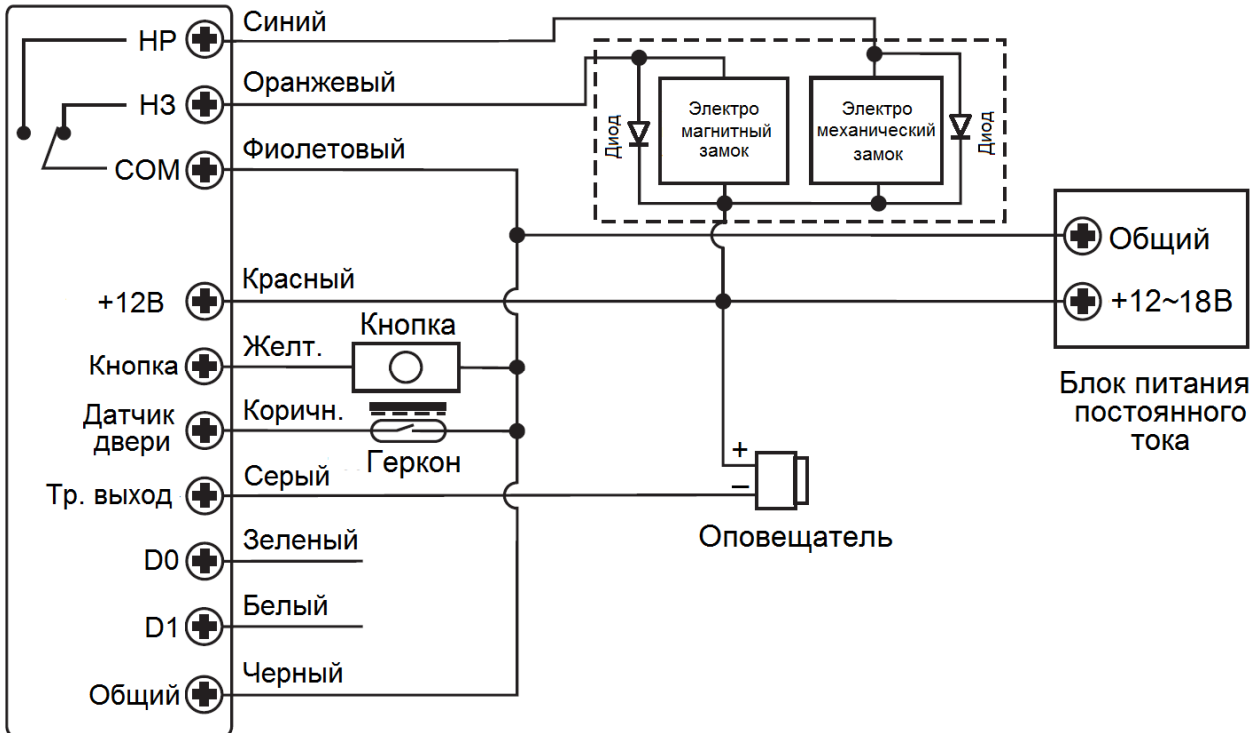 НР
Синий
НЗ
Оранжевый
COM
Фиолетовый
Диод
Электро
магнитный
замок
Электро
механический
замок
Диод
Общий
+12В
Красный
+12~18В
Кнопка
Желт.
Кнопка
Датчик
двери
Коричн.
Геркон
Блок питания
постоянного
тока
Тр. выход
Серый
+
–
Оповещатель
D0
Зеленый
D1
Белый
Общий
Черный